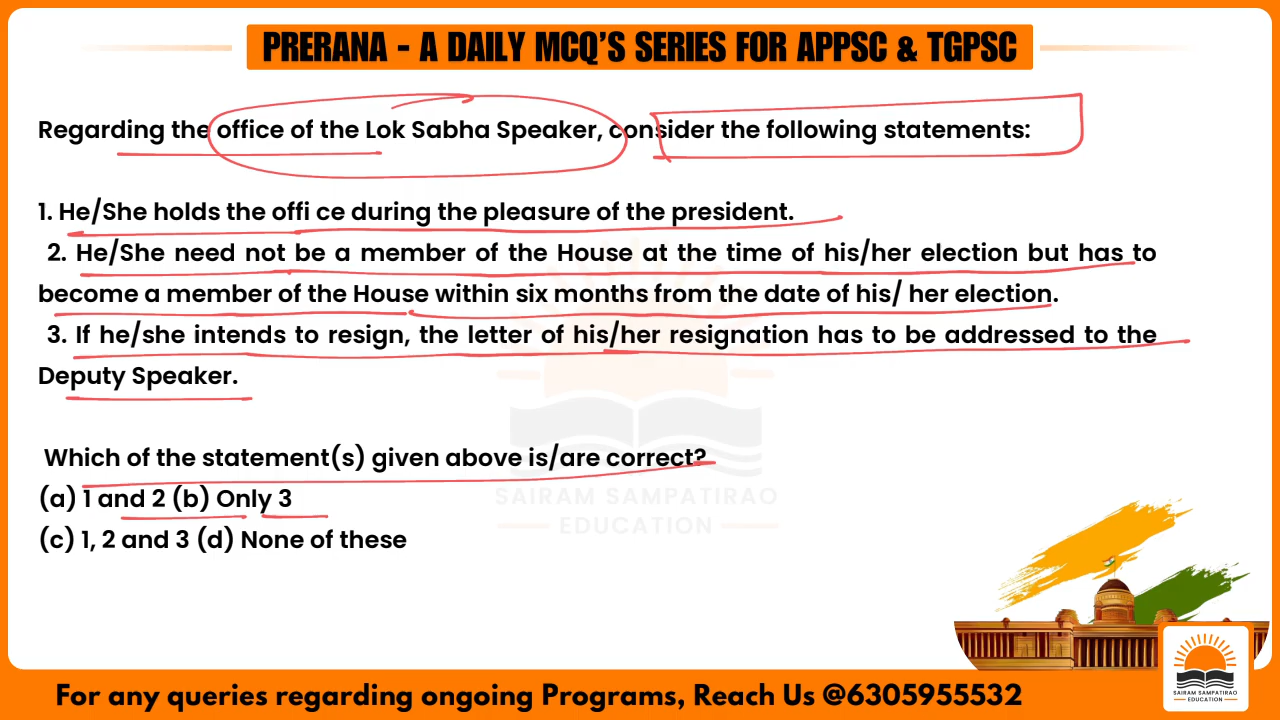 PRERANA - A DAILY MCQ'S SERIES FOR APPSC & TGPSC
Regarding the office of the Lok Sabha Speaker, consider the following statements:
1. He/She holds the offi ce during the pleasure of the president.
2. He/She need not be a member of the House at the time of his/her election but has to
become a member of the House within six months from the date of his/ her election.
3. If he/she intends to resign, the letter of his/her resignation has to be addressed to the
Deputy Speaker.
Which of the statement(s) given above is/are correct?
(a) 1 and 2 (b) Only 3
(c) 1, 2 and 3 (d) None of these
SAIRAM SAMPATIRAO
EDUCATION
For any queries regarding ongoing Programs, Reach Us @6305955532
SAIRAM SAMPATIRAO
EDUCATION